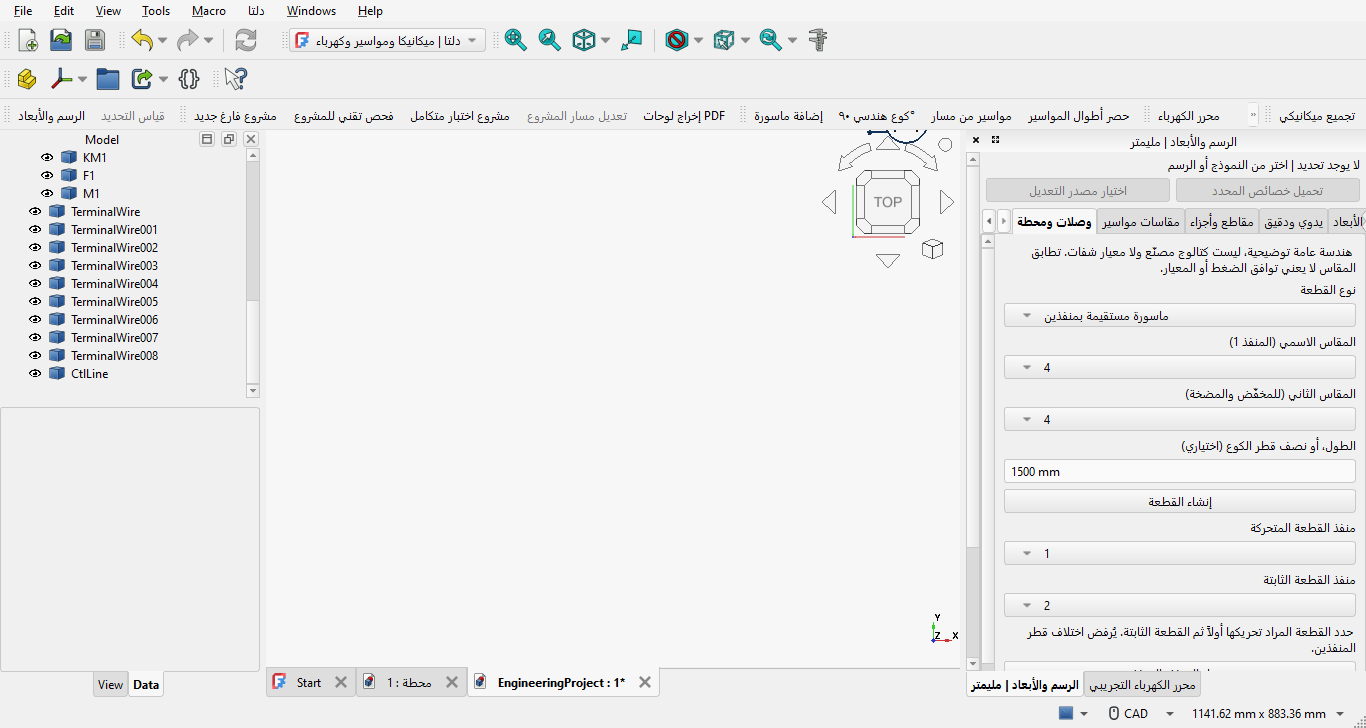 File Edit View Tools Macro دلتا Windows Help
دلتا | ميكانيكا ومواسير وكهرباء
الرسم والأبعاد قياس التحديد مشروع فارغ جديد فحص تقني للمشروع مشروع اختبار متكامل تعديل مسار المشروع إخراج لوحات PDF إضافة ماسورة كوع هندسي ٩٠° مواسير من مسار حصر أطوال المواسير محرر الكهرباء » تجميع ميكانيكي
Model
KM1
F1
M1
TerminalWire
TerminalWire001
TerminalWire002
TerminalWire003
TerminalWire004
TerminalWire005
TerminalWire006
TerminalWire007
TerminalWire008
CtlLine
View Data
TOP
Y
Z X
Start
محطة : 1
EngineeringProject : 1*
الرسم والأبعاد | مليمتر
لا يوجد تحديد | اختر من النموذج أو الرسم
تحميل خصائص المحدد
اختيار مصدر التعديل
الأبعاد يدوي ودقيق مقاطع وأجزاء مقاسات مواسير وصلات ومحطة
هندسة عامة توضيحية، ليست كتالوج مصنّع ولا معيار شفات. تطابق
المقاس لا يعني توافق الضغط أو المعيار.
نوع القطعة
ماسورة مستقيمة بمنفذين
المقاس الاسمي (المنفذ 1)
4
المقاس الثاني (للمخفّض والمضخة)
4
الطول، أو نصف قطر الكوع (اختياري)
1500 mm
إنشاء القطعة
منفذ القطعة المتحركة
1
منفذ القطعة الثابتة
2
حدد القطعة المراد تحريكها أولاً ثم القطعة الثابتة. يُرفض اختلاف قطر
المنفذين.
الرسم والأبعاد | مليمتر
محرر الكهرباء التجريبي
CAD
1141.62 mm x 883.36 mm